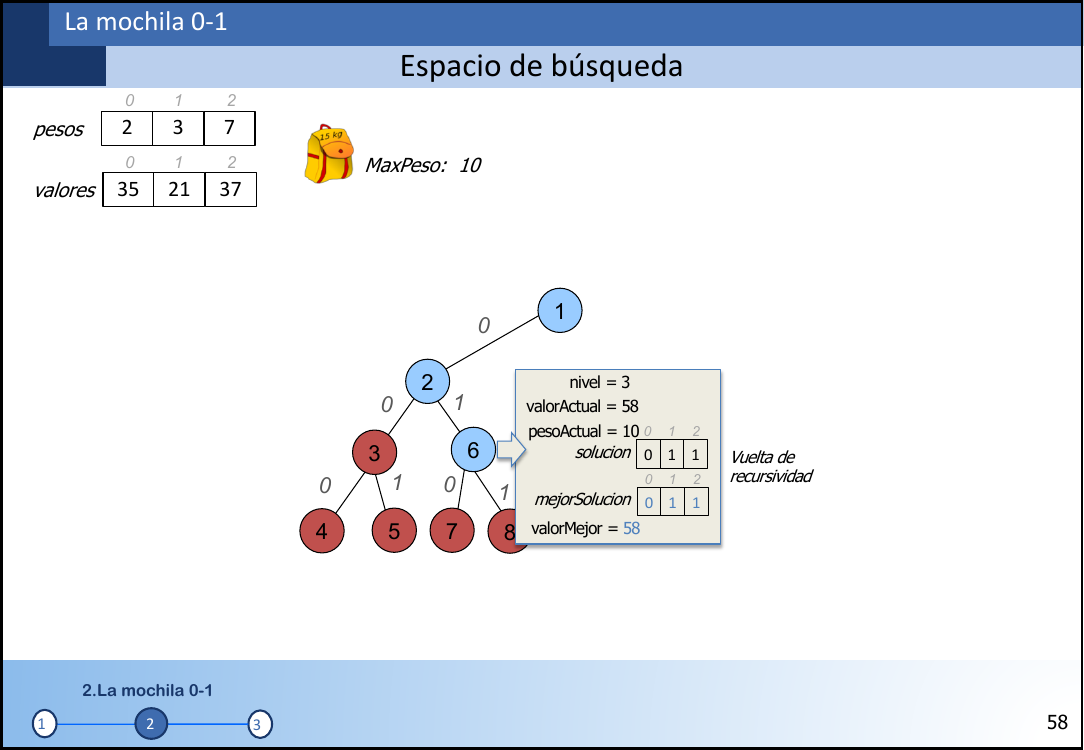 La mochila 0-1
Espacio de búsqueda
0 1 2
pesos 2 3 7
0 1 2
valores 35 21 37
15 kg
MaxPeso: 10
1
0
2
0 1
3 6
0 1 0 1
4 5 7 8
nivel = 3
valorActual = 58
pesoActual = 10
0 1 2
solucion 0 1 1
0 1 2
mejorSolucion 0 1 1
valorMejor = 58
Vuelta de
recursividad
2.La mochila 0-1
1 2 3
58